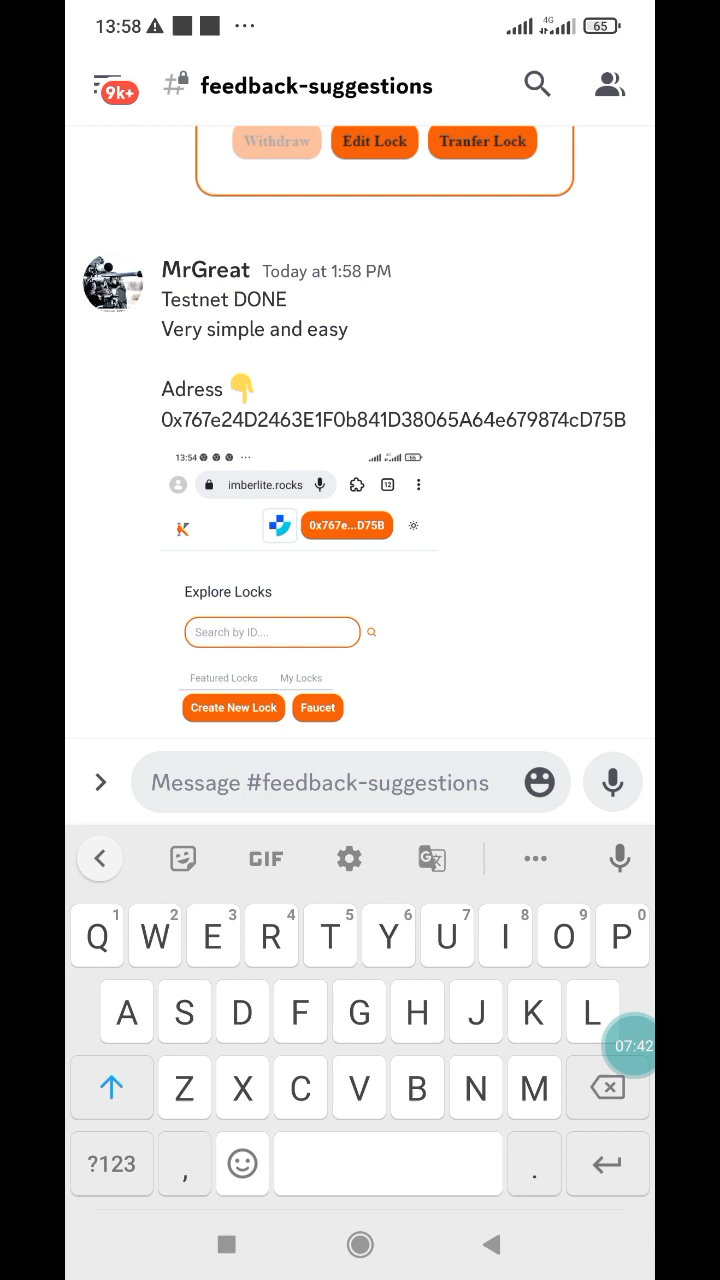 13:58
4G
65
9k+
feedback-suggestions
Withdraw
Edit Lock
Tranfer Lock
MrGreat Today at 1:58 PM
Testnet DONE
Very simple and easy
Adress 👇
0x767e24D2463E1F0b841D38065A64e679874cD75B
13:54
66
imberlite.rocks
12
0x767e...D75B
Explore Locks
Search by ID....
Featured Locks My Locks
Create New Lock Faucet
Message #feedback-suggestions
GIF
1 2 3 4 5 6 7 8 9 0
Q W E R T Y U I O P
A S D F G H J K L
07:42
Z X C V B N M
?123 , .